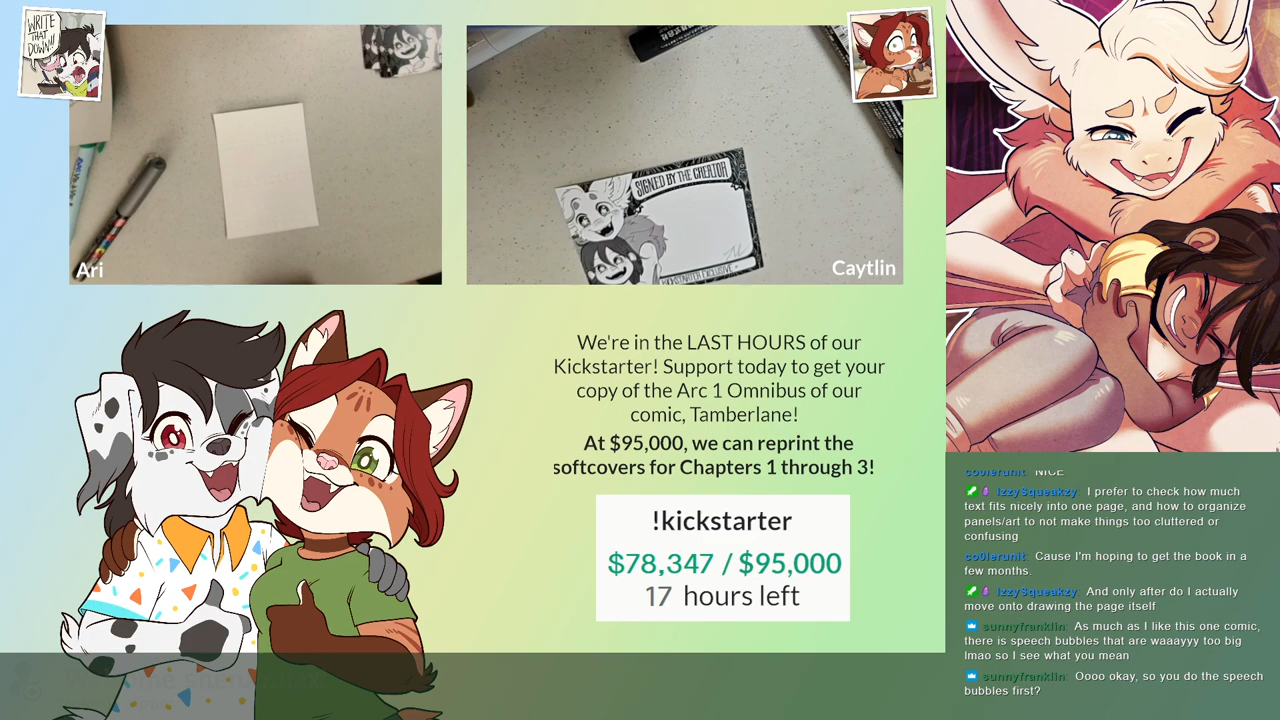 WRITE
THAT
DOWN!!!
Ari
SIGNED BY THE CREATOR
KICKSTARTER EXCLUSIVE
Caytlin
We're in the LAST HOURS of our
Kickstarter! Support today to get your
copy of the Arc 1 Omnibus of our
comic, Tamberlane!
At $95,000, we can reprint the
softcovers for Chapters 1 through 3!
!kickstarter
$78,347 / $95,000
17 hours left
co0lerunit: NICE
IzzySqueakzy: I prefer to check how much
text fits nicely into one page, and how to organize
panels/art to not make things too cluttered or
confusing
co0lerunit: Cause I'm hoping to get the book in a
few months.
IzzySqueakzy: And only after do I actually
move onto drawing the page itself
sunnyfranklin: As much as I like this one comic,
there is speech bubbles that are waaayyy too big
lmao so I see what you mean
sunnyfranklin: Oooo okay, so you do the speech
bubbles first?